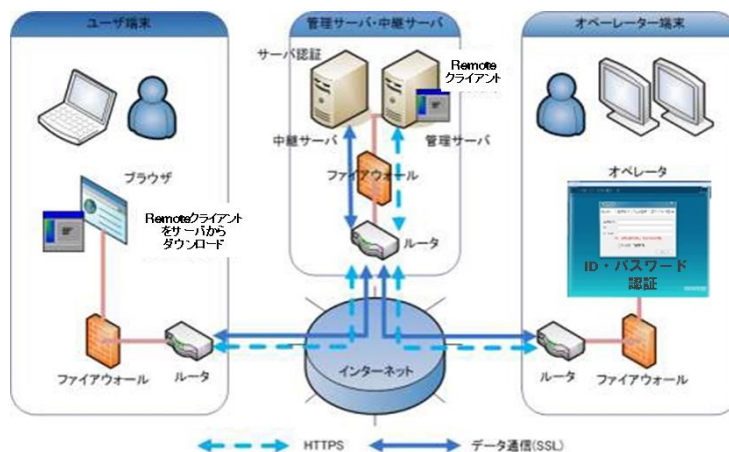 ユーザ端末
管理サーバ・中継サーバ
オペレーター端末
サーバ認証
Remote
クライアント
中継サーバ
管理サーバ
ファイアウォール
ルータ
ブラウザ
Remoteクライアント
をサーバから
ダウンロード
ファイアウォール
ルータ
オペレータ
ID・パスワード
認証
ルータ
ファイアウォール
インターネット
HTTPS
データ通信(SSL)